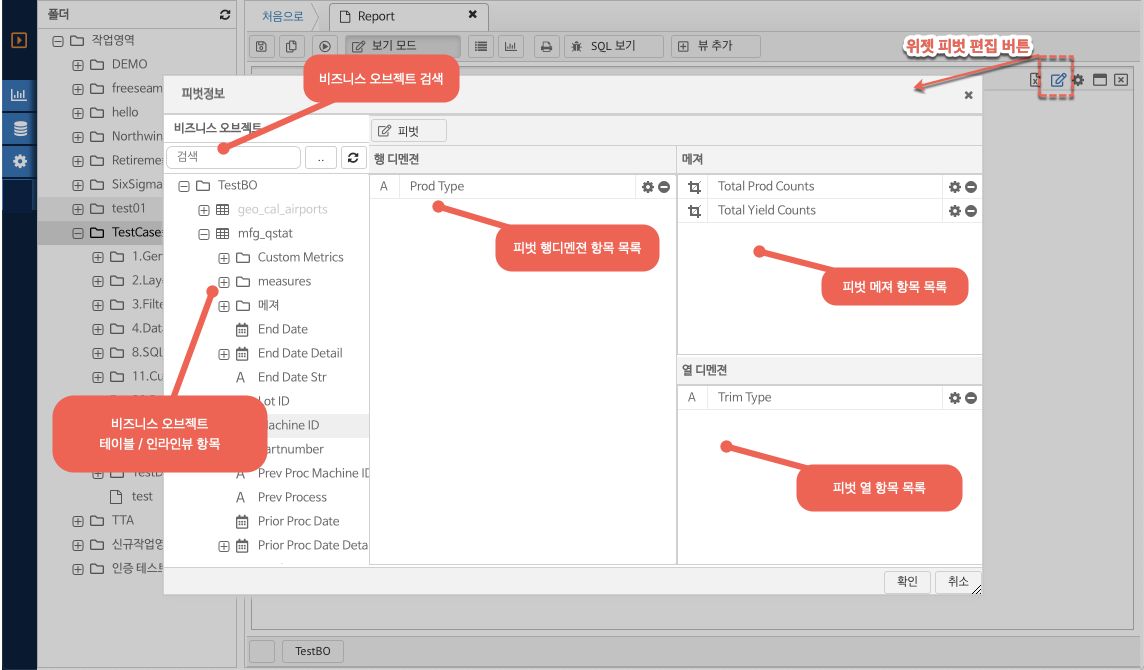 폴더
처음으로
Report
작업영역
DEMO
freeseam
hello
Northwin
Retireme
SixSigma
test01
TestCase
1.Ger
2.Lay
3.Filte
4.Data
8.SQL
11.Cu
test
TTA
신규작업영
인증 테스트
보기 모드
SQL 보기
뷰 추가
위젯 피벗 편집 버튼
비즈니스 오브젝트 검색
피벗정보
비즈니스 오브젝트
검색
..
TestBO
geo_cal_airports
mfg_qstat
Custom Metrics
measures
메져
End Date
End Date Detail
A End Date Str
Lot ID
achine ID
artnumber
A Prev Proc Machine ID
A Prev Process
Prior Proc Date
Prior Proc Date Deta
비즈니스 오브젝트
테이블 / 인라인뷰 항목
피벗
행 디멘젼
A Prod Type
피벗 행디멘젼 항목 목록
메져
Total Prod Counts
Total Yield Counts
피벗 메져 항목 목록
열 디멘젼
A Trim Type
피벗 열 항목 목록
확인
취소
TestBO